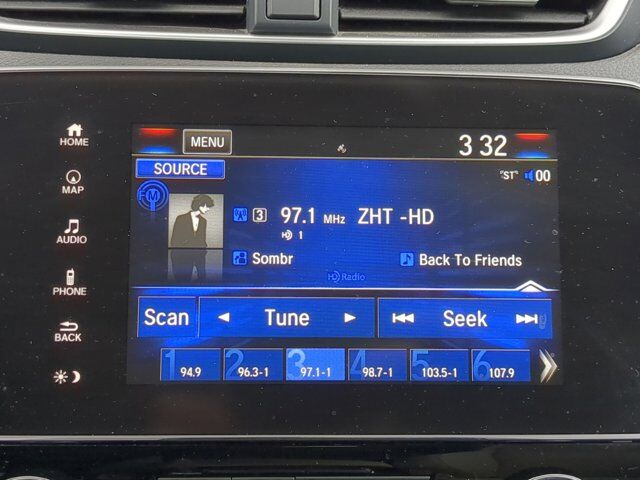 HOME
MAP
AUDIO
PHONE
BACK
MENU
3 32
SOURCE
"ST" 00
FM
3 97.1 MHz ZHT -HD
HD 1
Sombr Back To Friends
HD Radio
Scan Tune Seek
1 94.9
2 96.3-1
3 97.1-1
4 98.7-1
5 103.5-1
6 107.9